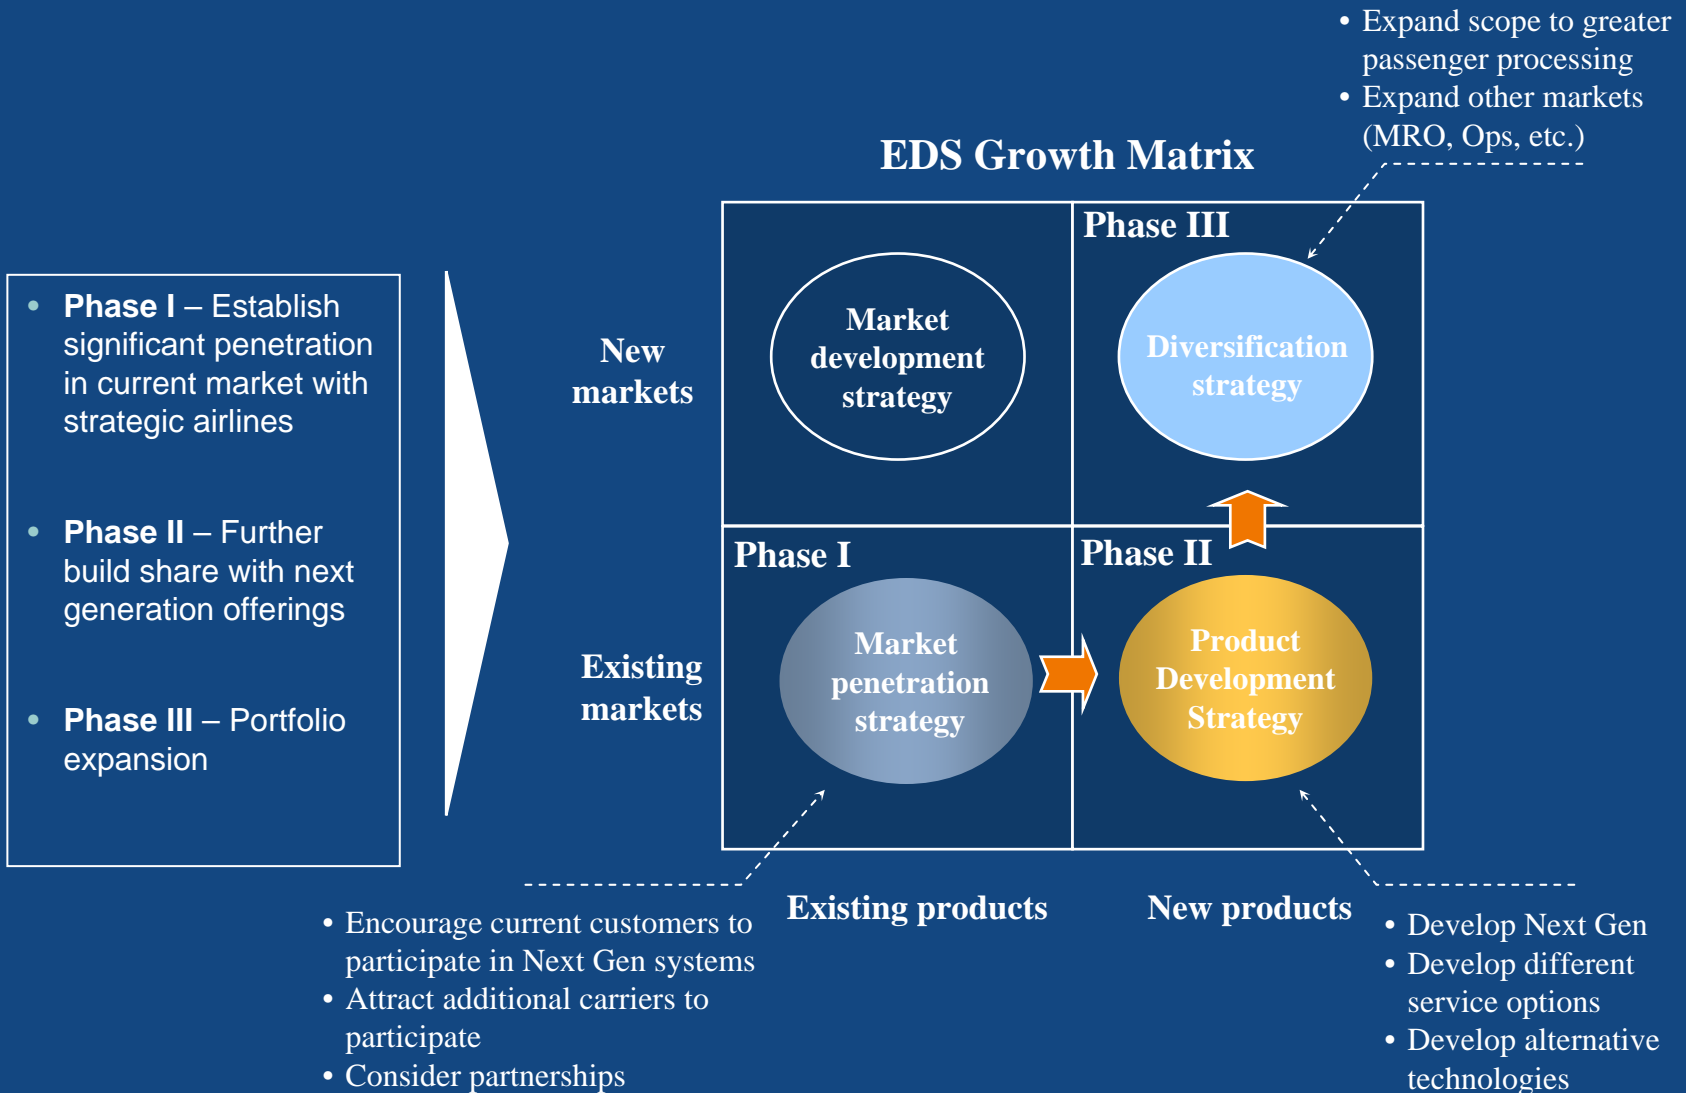 • Expand scope to greater
passenger processing
• Expand other markets
(MRO, Ops, etc.)
EDS Growth Matrix
• Phase I – Establish
significant penetration
in current market with
strategic airlines
• Phase II – Further
build share with next
generation offerings
• Phase III – Portfolio
expansion
New
markets
Market
development
strategy
Phase III
Diversification
strategy
Existing
markets
Phase I
Market
penetration
strategy
Phase II
Product
Development
Strategy
Existing products
New products
• Encourage current customers to
participate in Next Gen systems
• Attract additional carriers to
participate
• Consider partnerships
• Develop Next Gen
• Develop different
service options
• Develop alternative
technologies